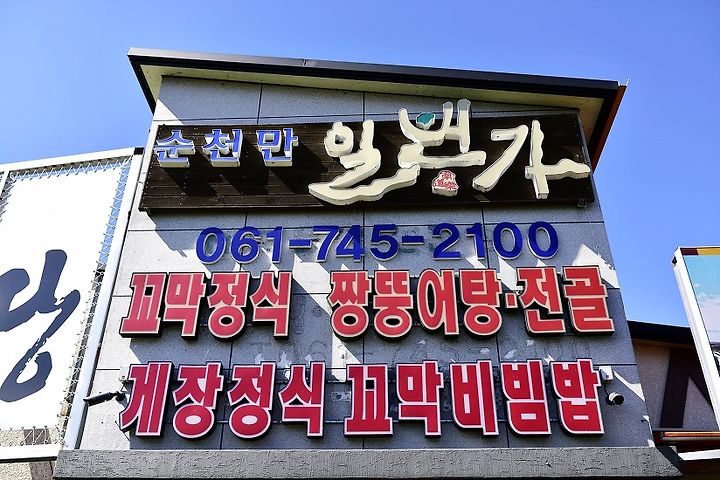 순천만 일번가
061-745-2100
꼬막정식 짱뚱어탕·전골
게장정식 꼬막비빔밥